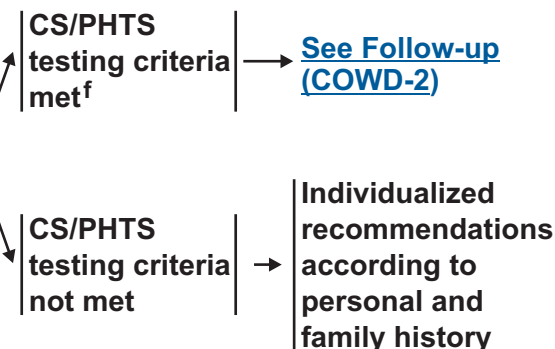 CS/PHTS
testing criteria
metf
See Follow-up
(COWD-2)
CS/PHTS
testing criteria
not met
Individualized
recommendations
according to
personal and
family history